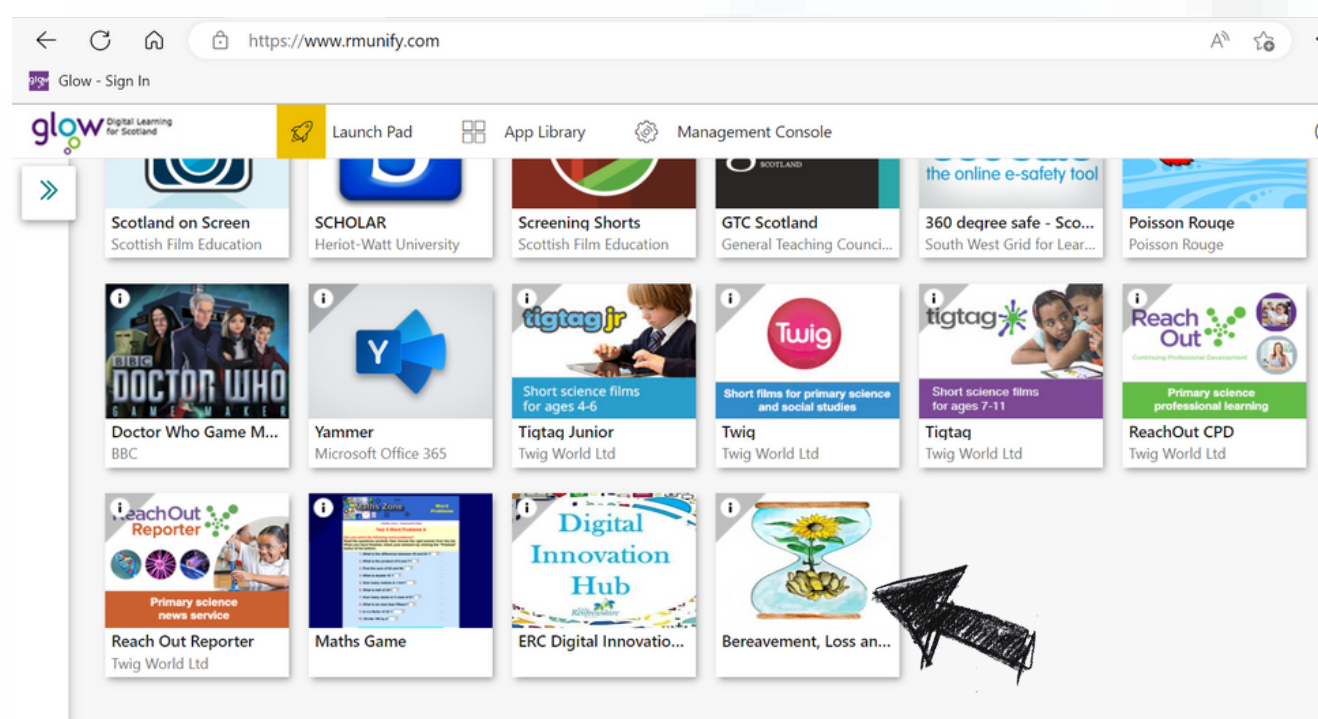 https://www.rmunify.com
Glow - Sign In
glow Digital Learning
for Scotland
Launch Pad
App Library
Management Console
SCOTLAND
the online e-safety tool
Scotland on Screen
Scottish Film Education
SCHOLAR
Heriot-Watt University
Screening Shorts
Scottish Film Education
GTC Scotland
General Teaching Counci...
360 degree safe - Sco...
South West Grid for Lear...
Poisson Rouge
Poisson Rouge
BBC
DOCTOR WHO
GAME MAKER
Doctor Who Game M...
BBC
Y
Yammer
Microsoft Office 365
tigtag jr
Short science films
for ages 4-6
Tigtag Junior
Twig World Ltd
Twig
Short films for primary science
and social studies
Twig
Twig World Ltd
tigtag
Short science films
for ages 7-11
Tigtag
Twig World Ltd
Reach
Out
Continuing Professional Development
Primary science
professional learning
ReachOut CPD
Twig World Ltd
ReachOut
Reporter
Primary science
news service
Reach Out Reporter
Twig World Ltd
Maths Zone
Word
Problems
Maths Game
Digital
Innovation
Hub
Renfrewshire
ERC Digital Innovatio...
Bereavement, Loss an...